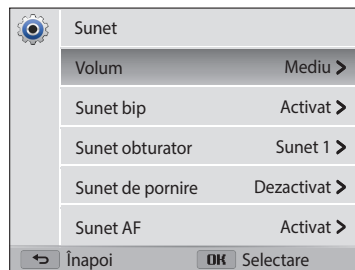 Sunet
Volum Mediu >
Sunet bip Activat >
Sunet obturator Sunet 1 >
Sunet de pornire Dezactivat >
Sunet AF Activat >
Înapoi OK Selectare